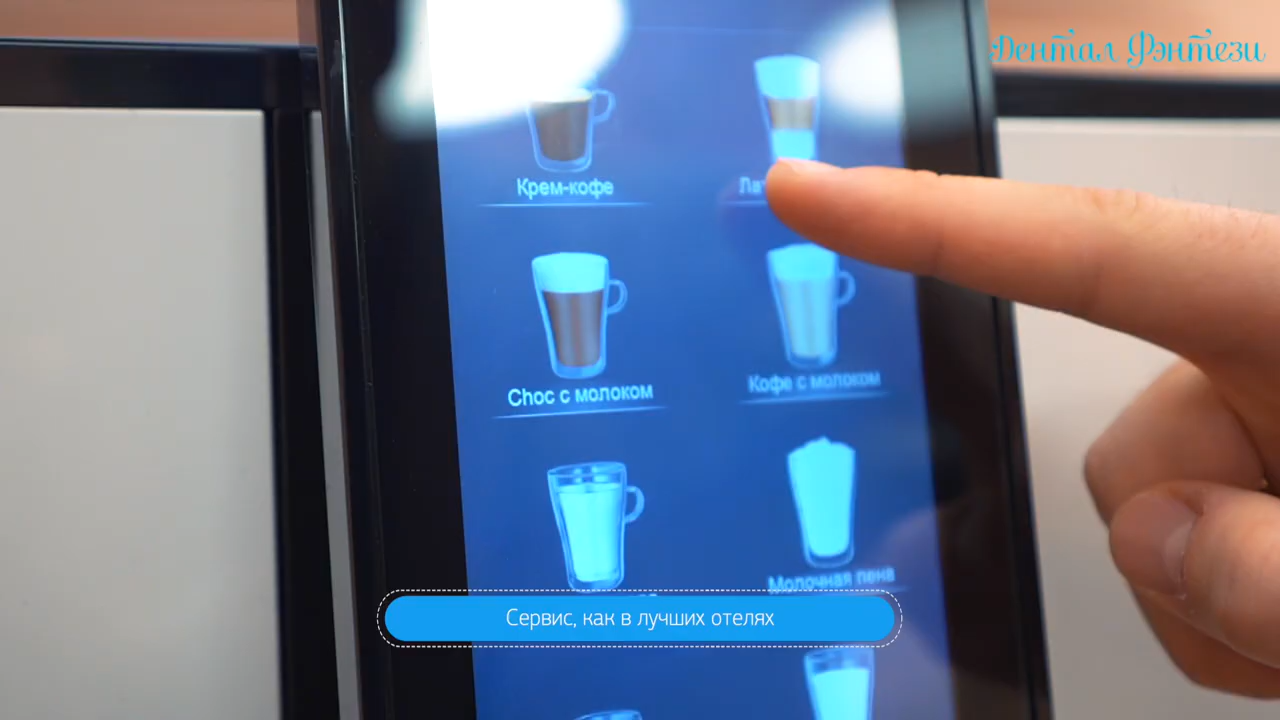 Дентал Фэнтези
Крем-кофе
Choc с молоком
Кофе с молоком
Молочная пена
Сервис, как в лучших отелях